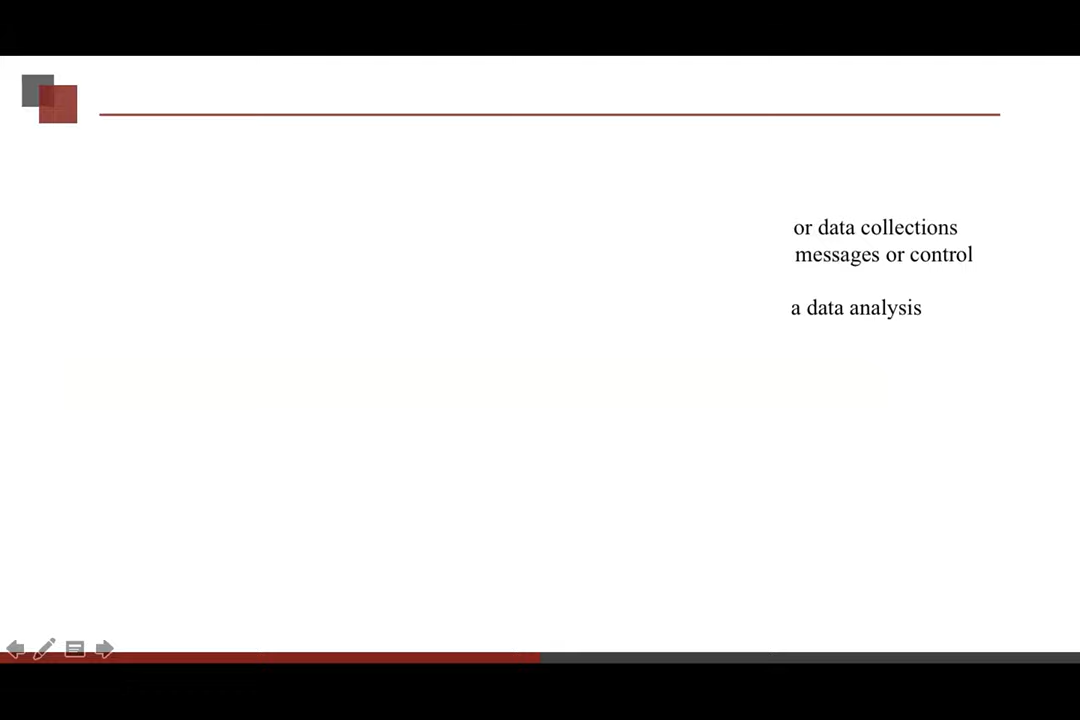 or data collections
messages or control
a data analysis